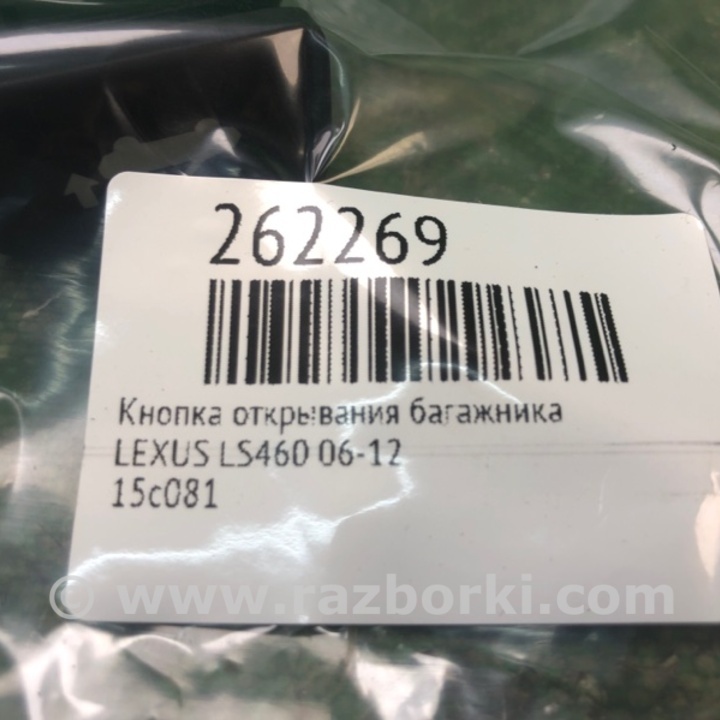 262269
Кнопка открывания багажника
LEXUS LS460 06-12
15c081
© www.razborki.com